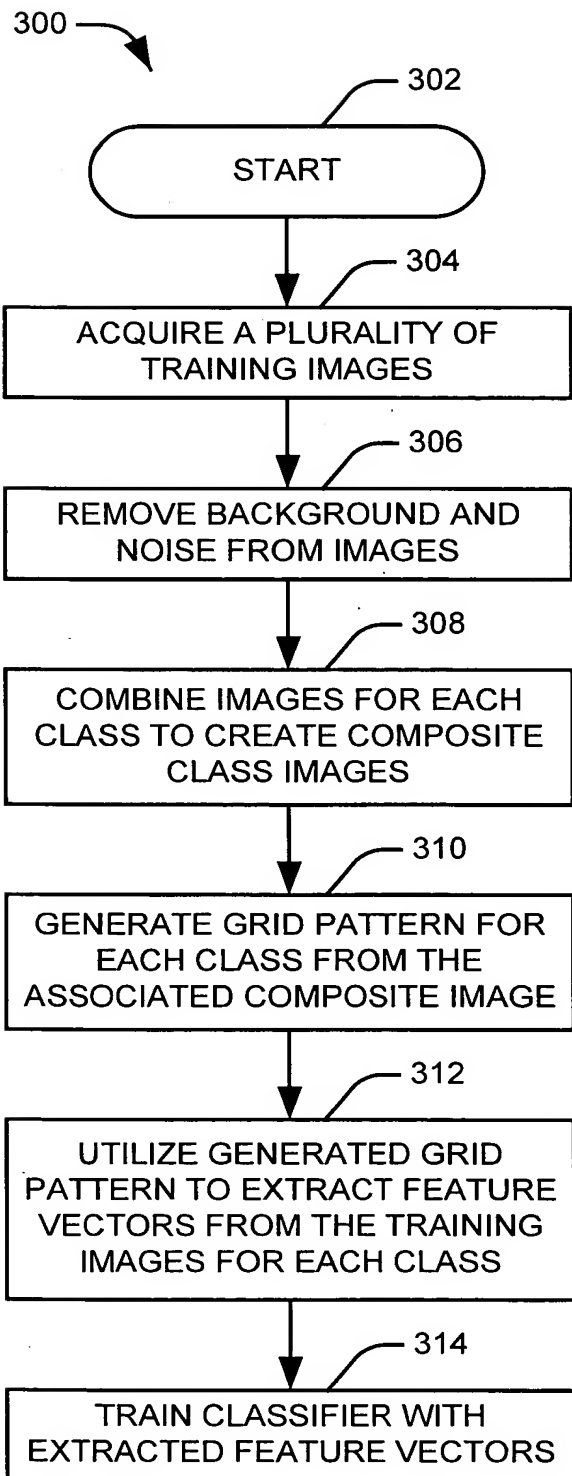 300
302
START
304
ACQUIRE A PLURALITY OF
TRAINING IMAGES
306
REMOVE BACKGROUND AND
NOISE FROM IMAGES
308
COMBINE IMAGES FOR EACH
CLASS TO CREATE COMPOSITE
CLASS IMAGES
310
GENERATE GRID PATTERN FOR
EACH CLASS FROM THE
ASSOCIATED COMPOSITE IMAGE
312
UTILIZE GENERATED GRID
PATTERN TO EXTRACT FEATURE
VECTORS FROM THE TRAINING
IMAGES FOR EACH CLASS
314
TRAIN CLASSIFIER WITH
EXTRACTED FEATURE VECTORS